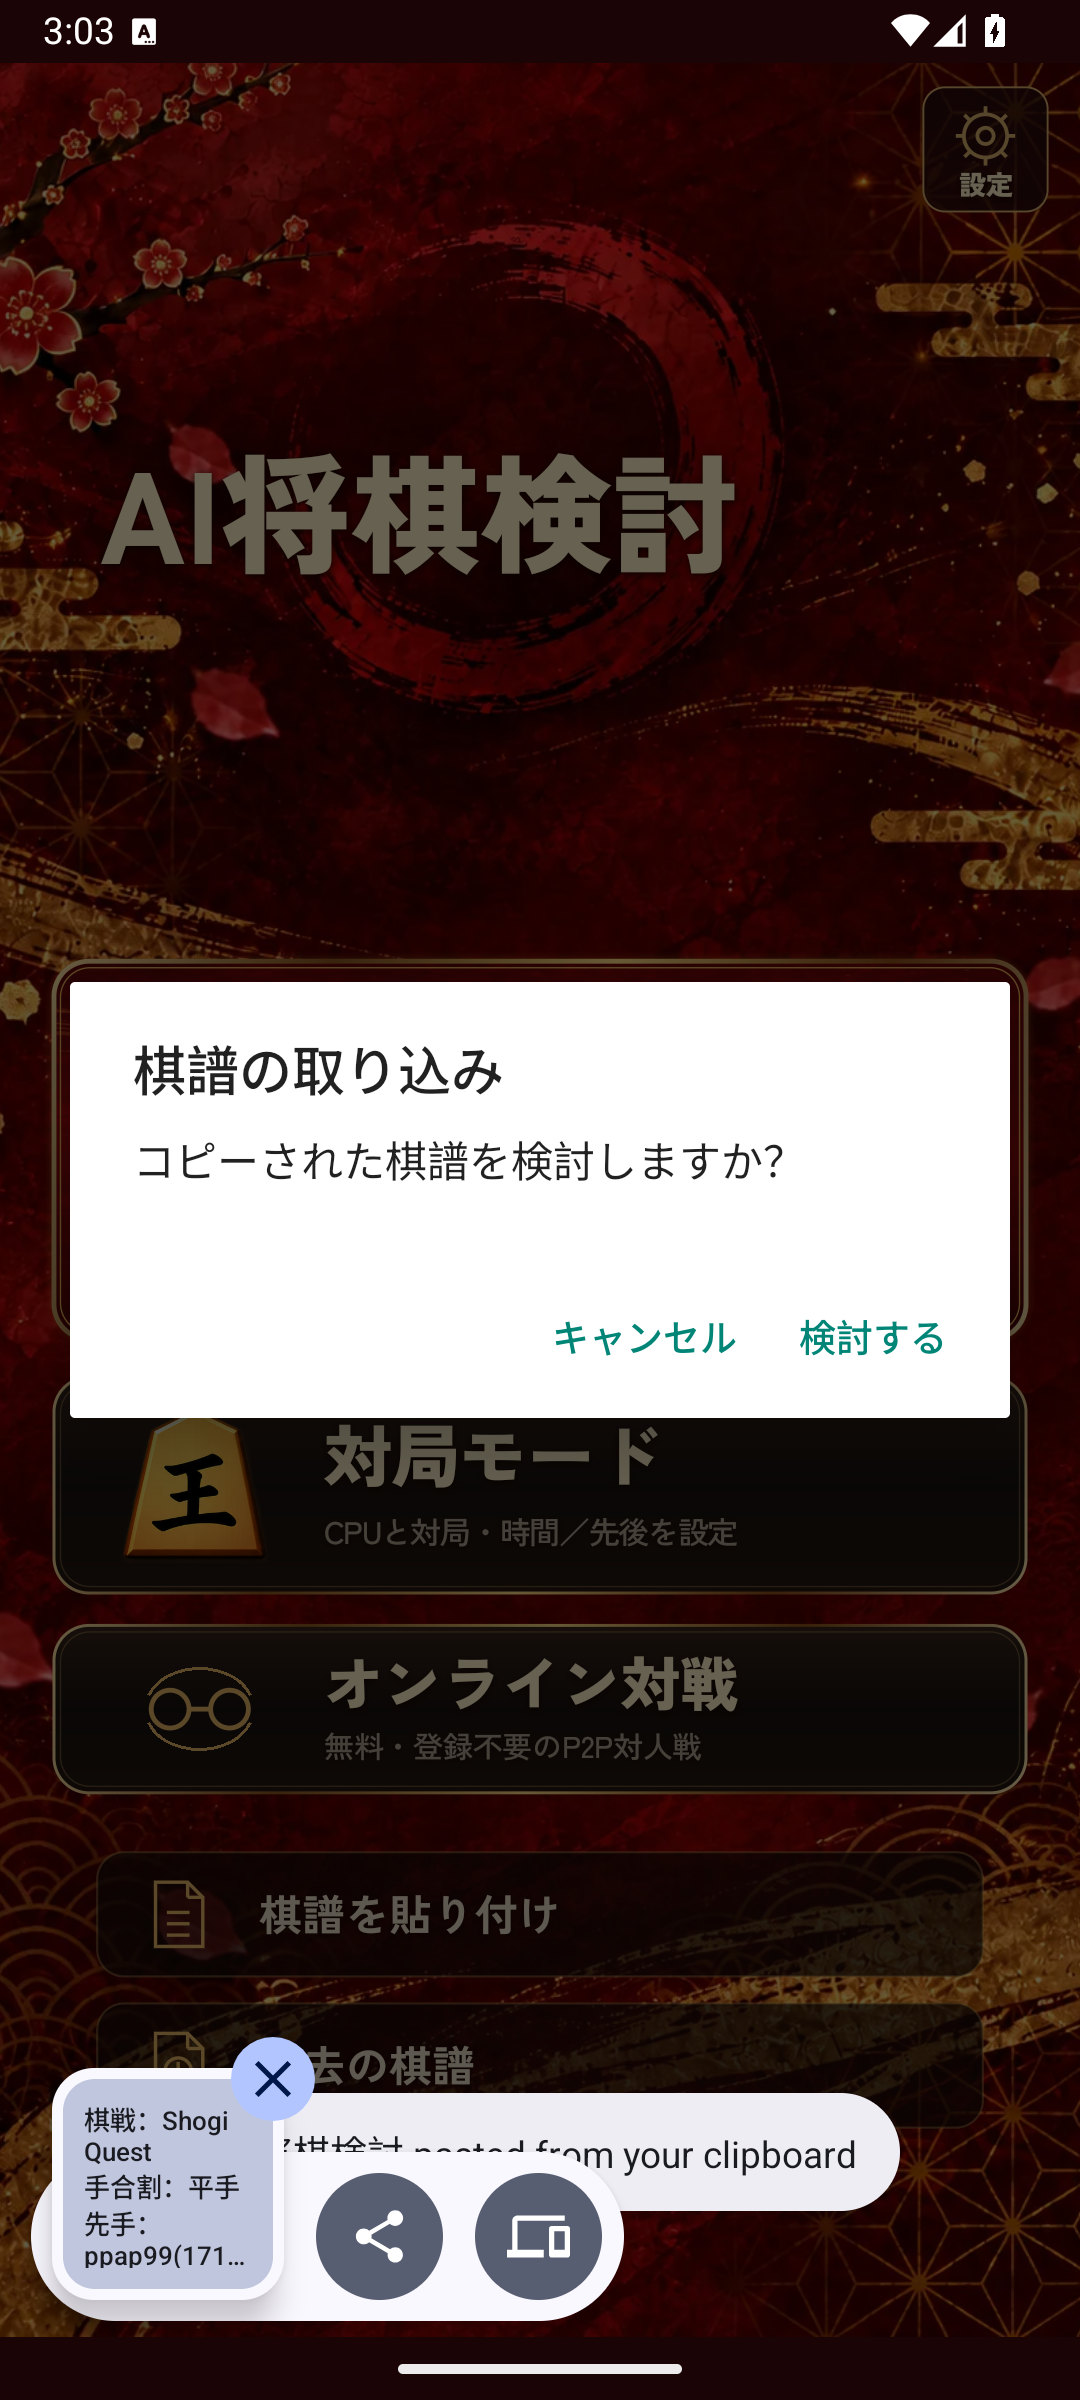 3:03
設定
AI将棋検討
棋譜の取り込み
コピーされた棋譜を検討しますか？
キャンセル
検討する
王
対局モード
CPUと対局・時間／先後を設定
オンライン対戦
無料・登録不要のP2P対人戦
棋譜を貼り付け
去の棋譜
将棋検討 pasted from your clipboard
棋戦：Shogi
Quest
手合割：平手
先手：
ppap99(171...